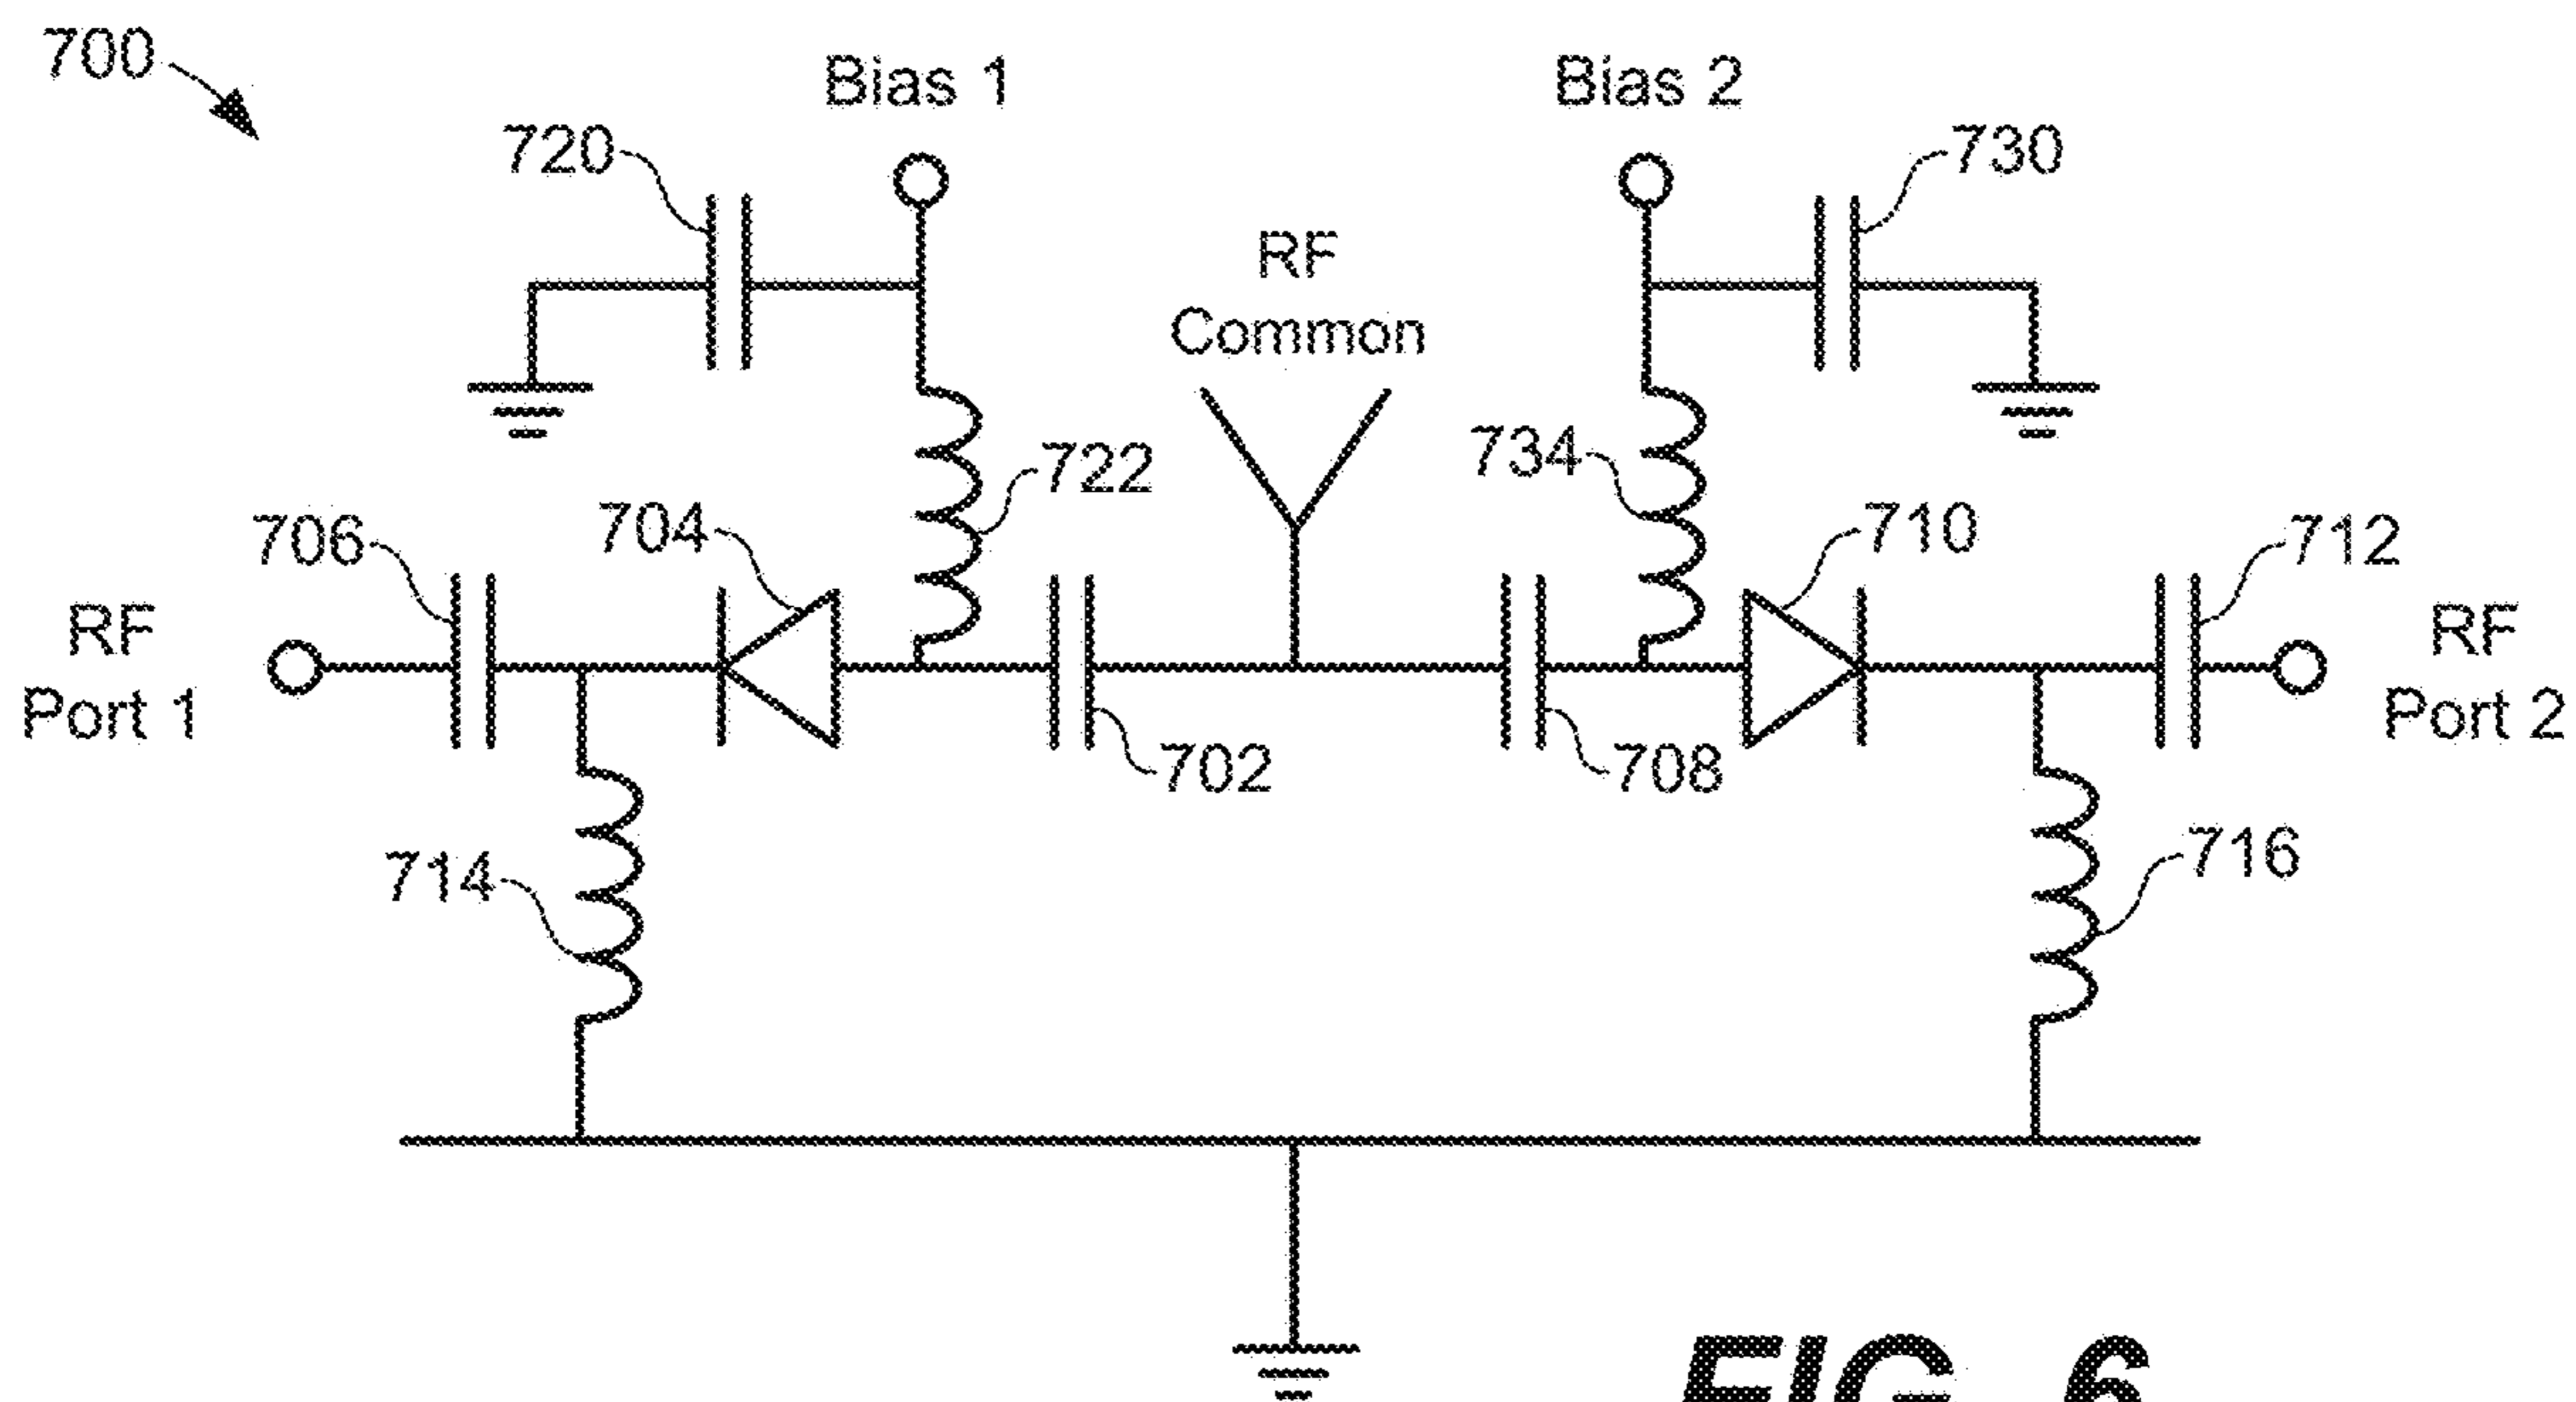 700
Bias 1
Bias 2
720
730
RF
Common
722
734
706
704
710
712
RF
Port 1
RF
Port 2
702
708
714
716
FIG. 6